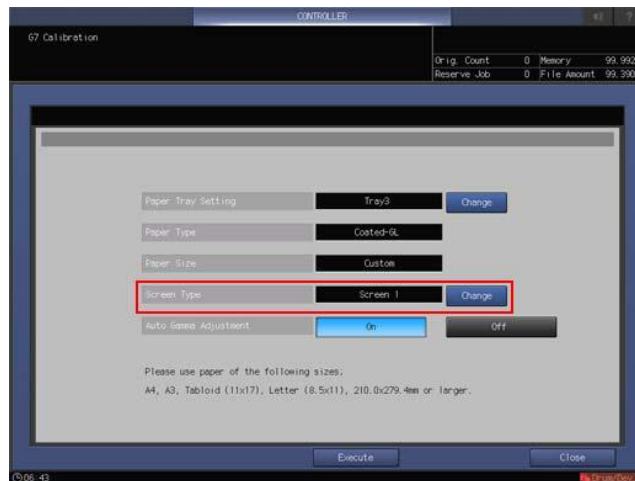 CONTROLLER
G7 Calibration
Orig. Count 0 Memory 99.992
Reserve Job 0 File Amount 99.390
Paper Tray Setting Tray3 Change
Paper Type Coated-GL
Paper Size Custom
Screen Type Screen 1 Change
Auto Gamma Adjustment On Off
Please use paper of the following sizes.
A4, A3, Tabloid (11x17), Letter (8.5x11), 210.0x279.4mm or larger.
Execute Close
06:43 Drum/Dev